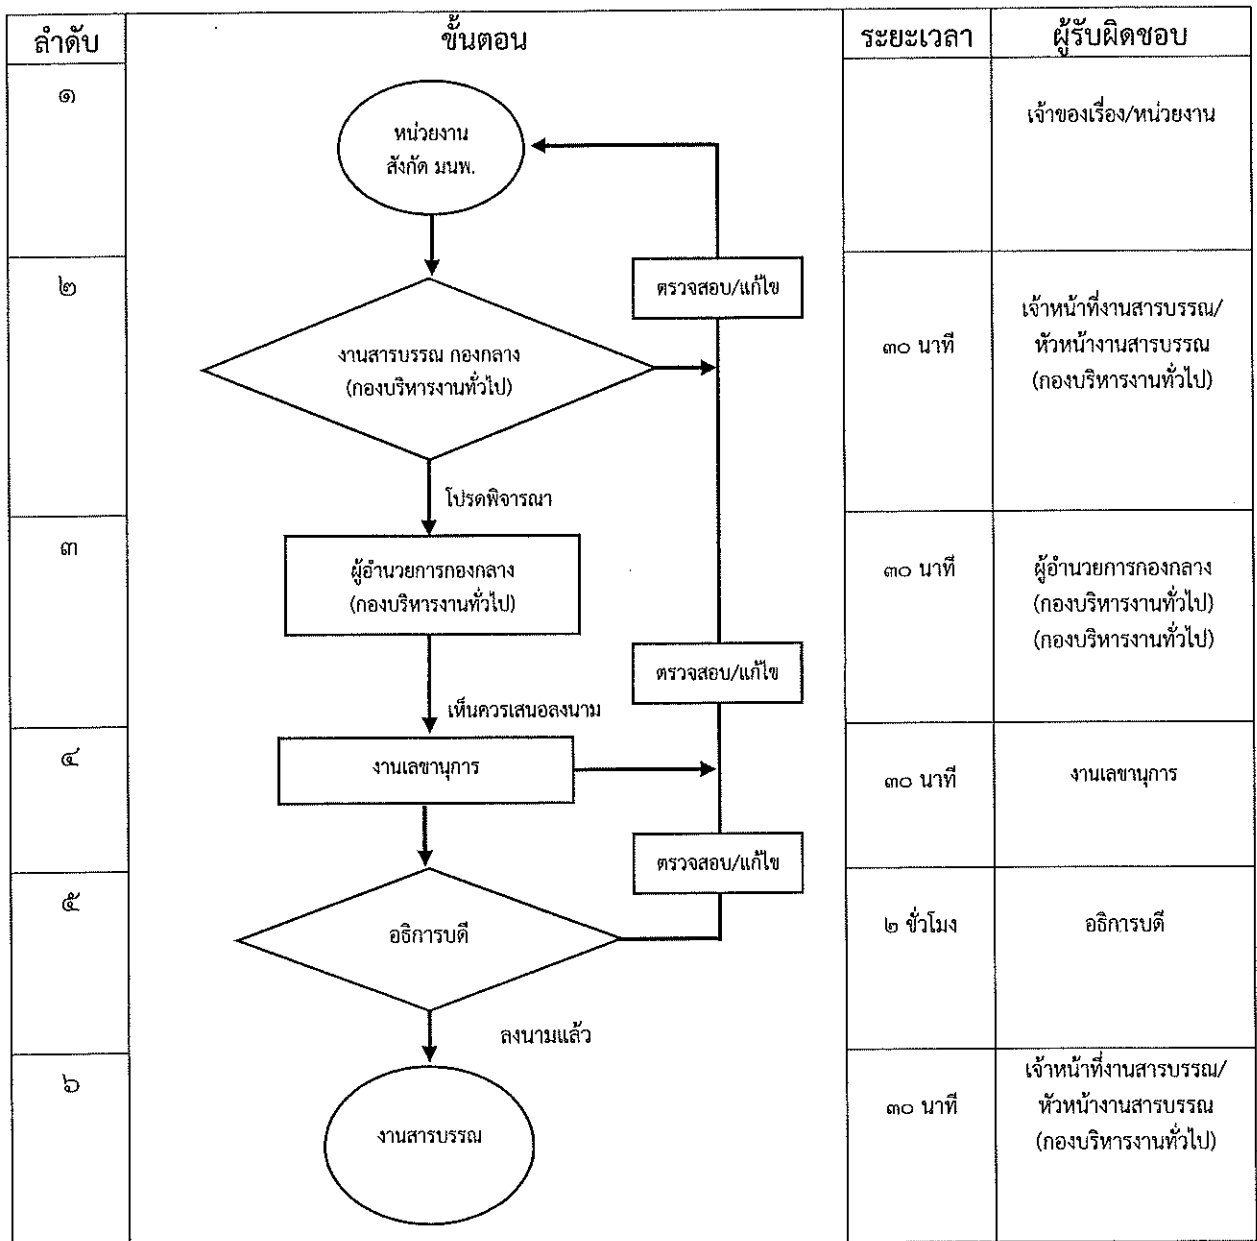 ลำดับ
ขั้นตอน
ระยะเวลา
ผู้รับผิดชอบ
๑
หน่วยงาน
สังกัด มนพ.
เจ้าของเรื่อง/หน่วยงาน
๒
ตรวจสอบ/แก้ไข
งานสารบรรณ กองกลาง
(กองบริหารงานทั่วไป)
๓๐ นาที
เจ้าหน้าที่งานสารบรรณ/
หัวหน้างานสารบรรณ
(กองบริหารงานทั่วไป)
โปรดพิจารณา
๓
ผู้อำนวยการกองกลาง
(กองบริหารงานทั่วไป)
๓๐ นาที
ผู้อำนวยการกองกลาง
(กองบริหารงานทั่วไป)
(กองบริหารงานทั่วไป)
ตรวจสอบ/แก้ไข
เห็นควรเสนอลงนาม
๔
งานเลขานุการ
๓๐ นาที
งานเลขานุการ
ตรวจสอบ/แก้ไข
๕
อธิการบดี
๒ ชั่วโมง
อธิการบดี
ลงนามแล้ว
๖
งานสารบรรณ
๓๐ นาที
เจ้าหน้าที่งานสารบรรณ/
หัวหน้างานสารบรรณ
(กองบริหารงานทั่วไป)